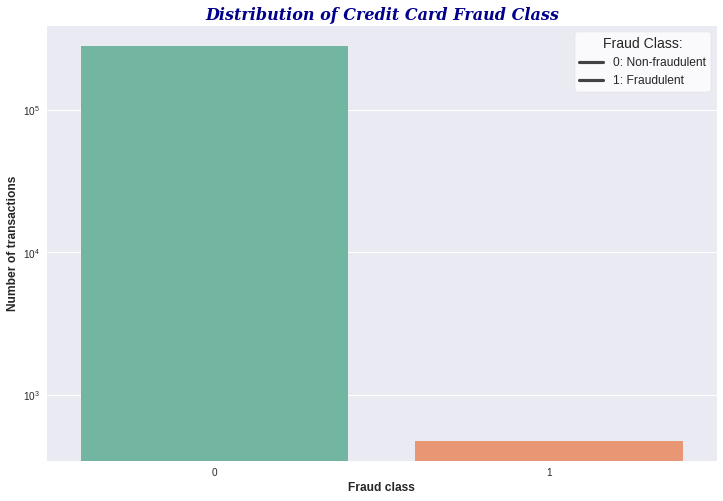 Distribution of Credit Card Fraud Class
Fraud Class:
0: Non-fraudulent
1: Fraudulent
Number of transactions
10⁵
10⁴
10³
0
1
Fraud class